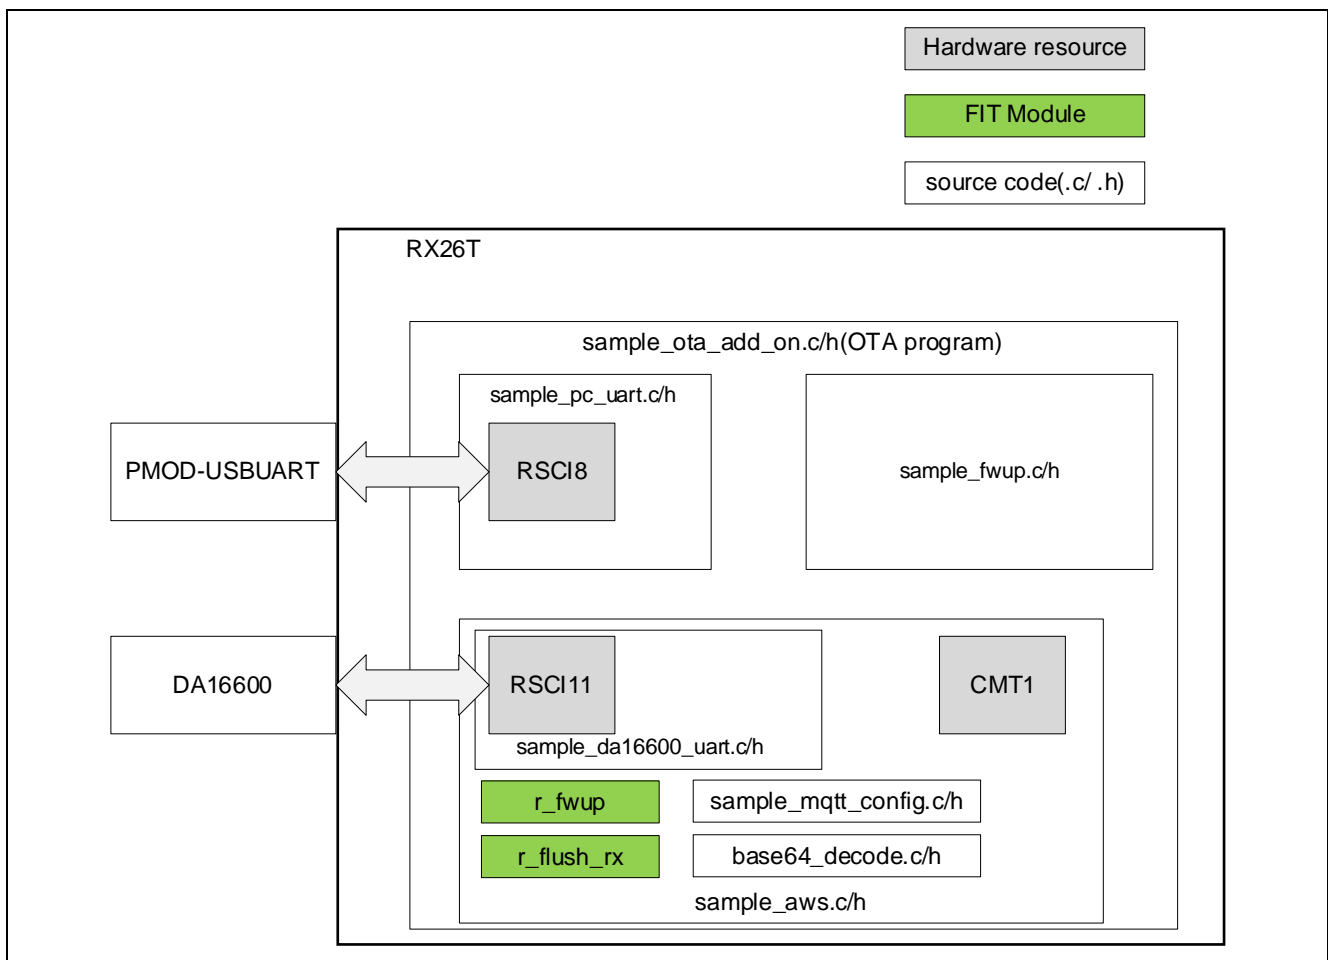 Hardware resource
FIT Module
source code(.c/ .h)
RX26T
sample_ota_add_on.c/h(OTA program)
sample_pc_uart.c/h
PMOD-USBUART
RSCI8
sample_fwup.c/h
DA16600
RSCI11
CMT1
sample_da16600_uart.c/h
r_fwup
sample_mqtt_config.c/h
r_flush_rx
base64_decode.c/h
sample_aws.c/h